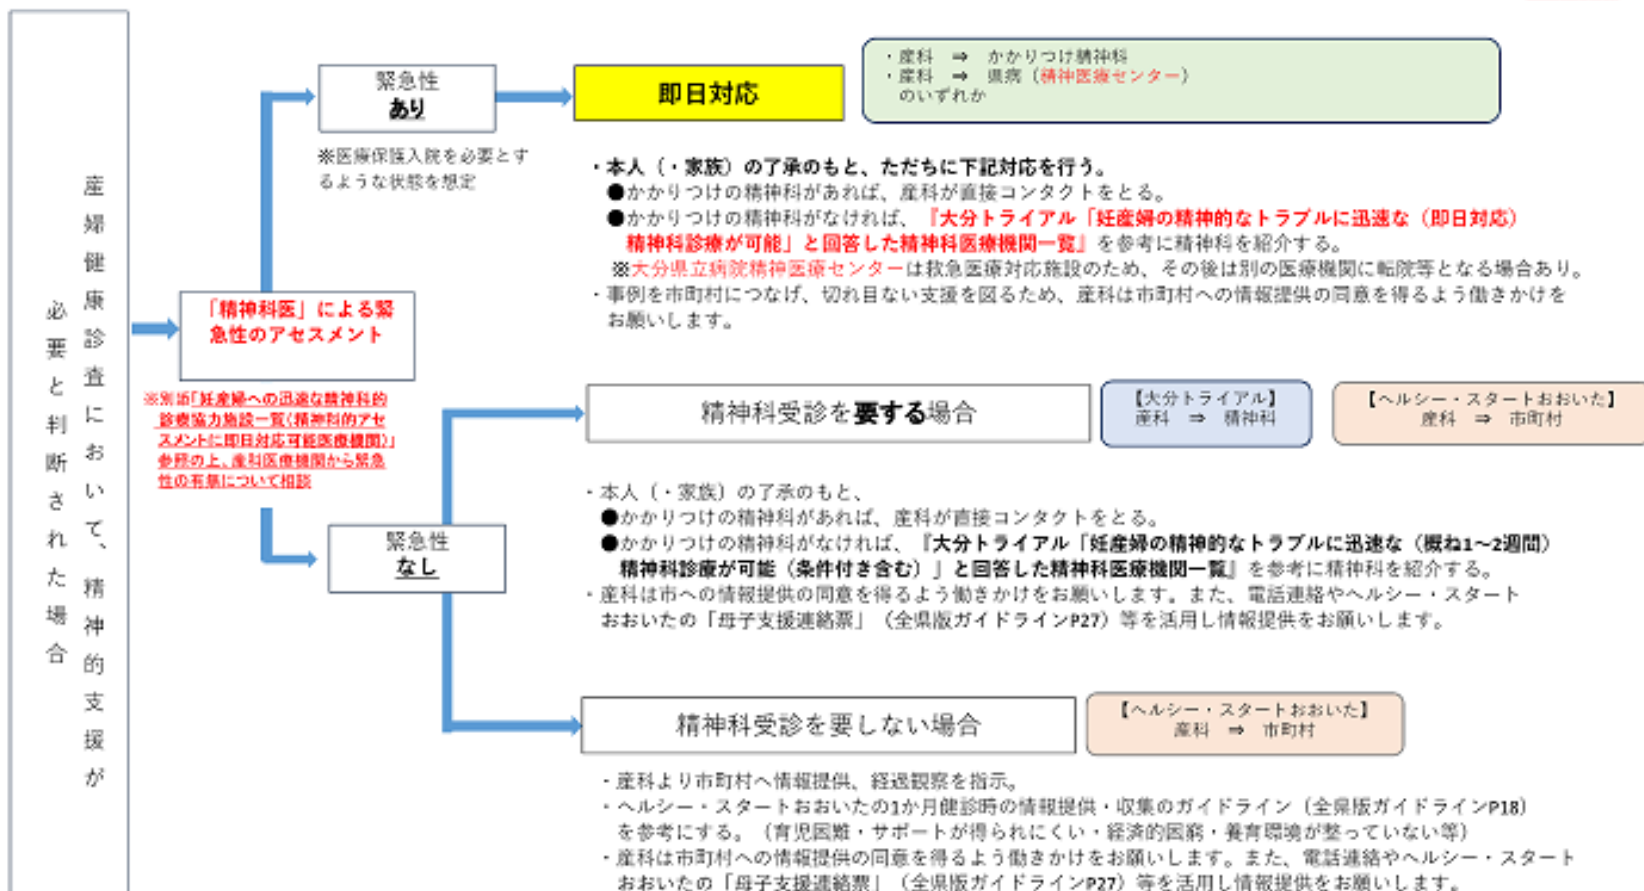 産婦健康診査において、精神的支援が
必要と判断された場合
「精神科医」による緊
急性のアセスメント
※別添「妊産婦への迅速な精神科的
診療協力施設一覧(精神科的アセ
スメントに即日対応可能医療機関)」
参照の上、産科医療機関から緊急
性の有無について相談
緊急性
あり
※医療保護入院を必要とす
るような状態を想定
即日対応
・産科　⇒　かかりつけ精神科
・産科　⇒　県病（精神医療センター）
のいずれか
・本人（・家族）の了承のもと、ただちに下記対応を行う。
●かかりつけの精神科があれば、産科が直接コンタクトをとる。
●かかりつけの精神科がなければ、『大分トライアル「妊産婦の精神的なトラブルに迅速な（即日対応）
精神科診療が可能」と回答した精神科医療機関一覧』を参考に精神科を紹介する。
※大分県立病院精神医療センターは救急医療対応施設のため、その後は別の医療機関に転院等となる場合あり。
・事例を市町村につなげ、切れ目ない支援を図るため、産科は市町村への情報提供の同意を得るよう働きかけを
お願いします。
緊急性
なし
精神科受診を要する場合
【大分トライアル】
産科　⇒　精神科
【ヘルシー・スタートおおいた】
産科　⇒　市町村
・本人（・家族）の了承のもと、
●かかりつけの精神科があれば、産科が直接コンタクトをとる。
●かかりつけの精神科がなければ、『大分トライアル「妊産婦の精神的なトラブルに迅速な（概ね1～2週間）
精神科診療が可能（条件付き含む）」と回答した精神科医療機関一覧』を参考に精神科を紹介する。
・産科は市への情報提供の同意を得るよう働きかけをお願いします。また、電話連絡やヘルシー・スタート
おおいたの「母子支援連絡票」（全県版ガイドラインP27）等を活用し情報提供をお願いします。
精神科受診を要しない場合
【ヘルシー・スタートおおいた】
産科　⇒　市町村
・産科より市町村へ情報提供、経過観察を指示。
・ヘルシー・スタートおおいたの1か月健診時の情報提供・収集のガイドライン（全県版ガイドラインP18）
を参考にする。（育児困難・サポートが得られにくい・経済的困窮・養育環境が整っていない等）
・産科は市町村への情報提供の同意を得るよう働きかけをお願いします。また、電話連絡やヘルシー・スタート
おおいたの「母子支援連絡票」（全県版ガイドラインP27）等を活用し情報提供をお願いします。